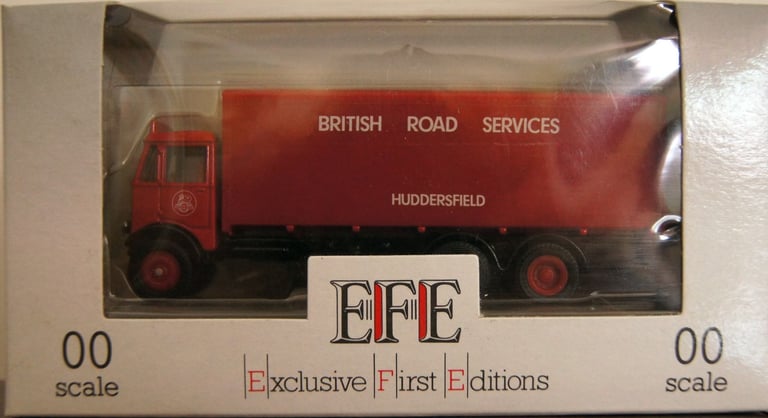 BRITISH ROAD SERVICES
HUDDERSFIELD
EFE
00 scale
Exclusive First Editions
00 scale